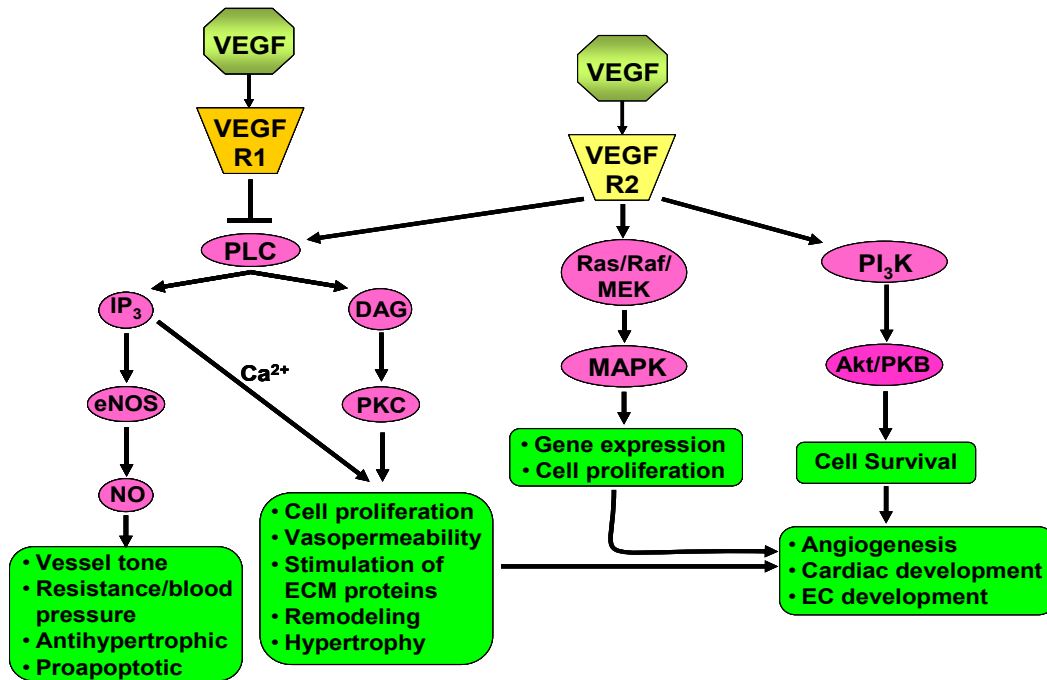 VEGF
VEGF
R1
VEGF
VEGF
R2
PLC
IP₃
DAG
Ca²⁺
eNOS
PKC
NO
• Vessel tone
• Resistance/blood
pressure
• Antihypertrophic
• Proapoptotic
• Cell proliferation
• Vasopermeability
• Stimulation of
ECM proteins
• Remodeling
• Hypertrophy
Ras/Raf/
MEK
MAPK
• Gene expression
• Cell proliferation
PI₃K
Akt/PKB
Cell Survival
• Angiogenesis
• Cardiac development
• EC development